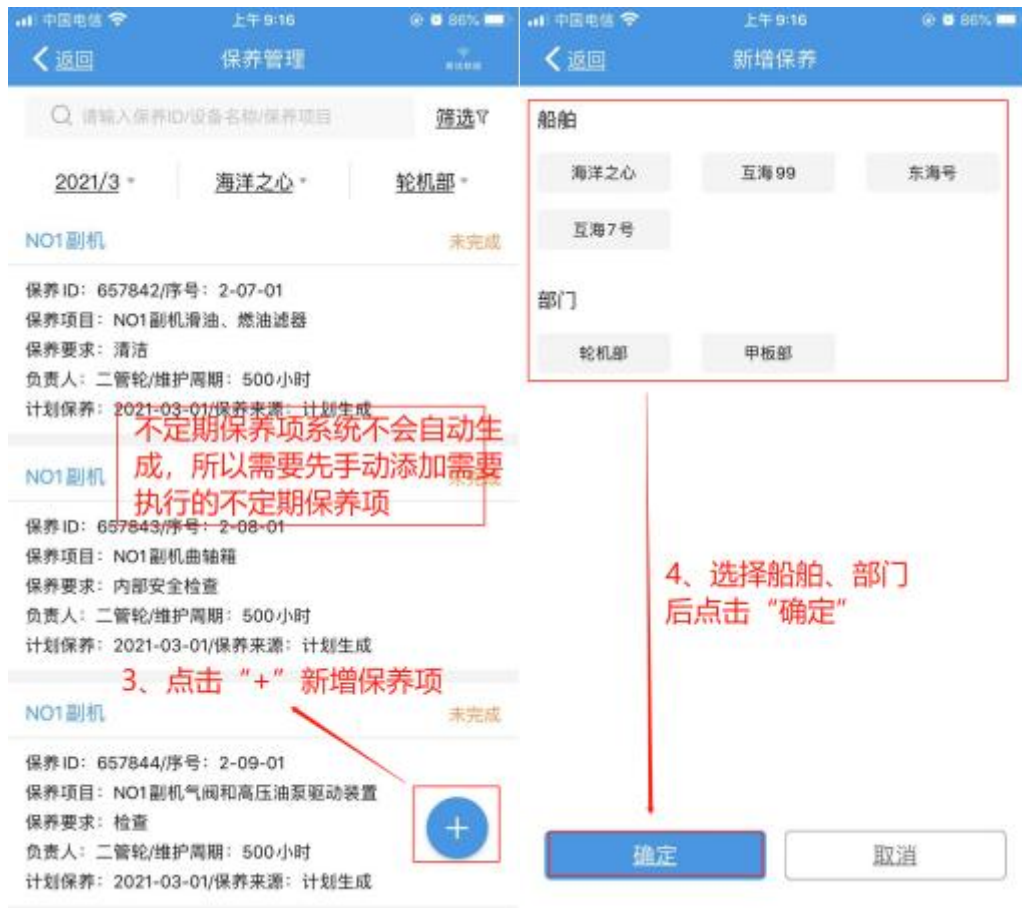 中国电信 上午 9:16 86%
返回 保养管理
请输入保养ID/设备名称/保养项目 筛选
2021/3 海洋之心 轮机部
NO1副机 未完成
保养ID：657842/序号：2-07-01
保养项目：NO1副机滑油、燃油滤器
保养要求：清洁
负责人：二管轮/维护周期：500小时
计划保养：2021-03-01/保养来源：计划生成
不定期保养项系统不会自动生
成，所以需要先手动添加需要
执行的不定期保养项
NO1副机 未完成
保养ID：657843/序号：2-08-01
保养项目：NO1副机曲轴箱
保养要求：内部安全检查
负责人：二管轮/维护周期：500小时
计划保养：2021-03-01/保养来源：计划生成
3、点击“+”新增保养项
NO1副机 未完成
保养ID：657844/序号：2-09-01
保养项目：NO1副机气阀和高压油泵驱动装置
保养要求：检查
负责人：二管轮/维护周期：500小时
计划保养：2021-03-01/保养来源：计划生成
中国电信 上午 9:16 86%
返回 新增保养
船舶
海洋之心 互海99 东海号
互海7号
部门
轮机部 甲板部
4、选择船舶、部门
后点击“确定”
确定 取消